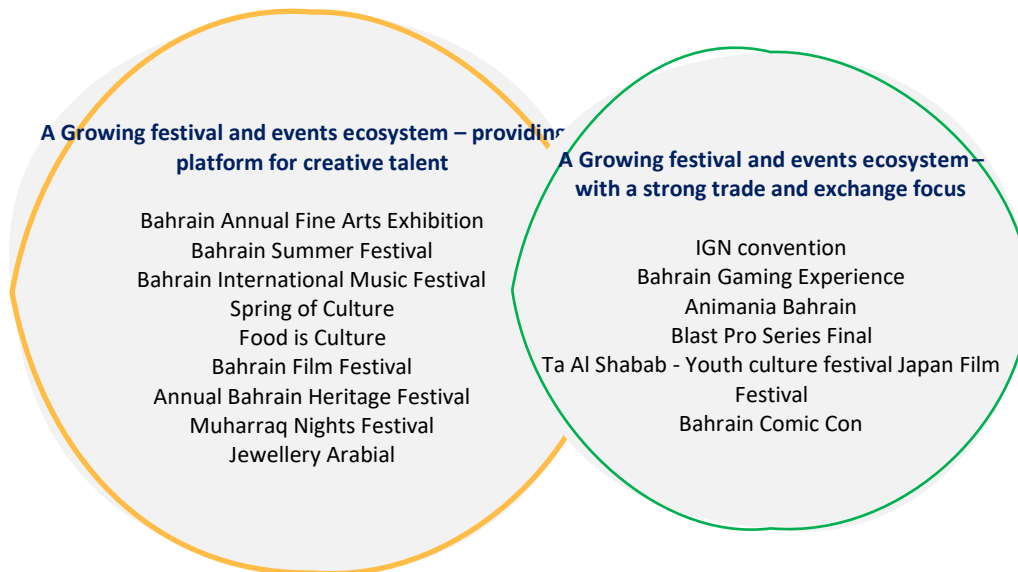 A Growing festival and events ecosystem – providing
platform for creative talent
Bahrain Annual Fine Arts Exhibition
Bahrain Summer Festival
Bahrain International Music Festival
Spring of Culture
Food is Culture
Bahrain Film Festival
Annual Bahrain Heritage Festival
Muharraq Nights Festival
Jewellery Arabial
A Growing festival and events ecosystem –
with a strong trade and exchange focus
IGN convention
Bahrain Gaming Experience
Animania Bahrain
Blast Pro Series Final
Ta Al Shabab - Youth culture festival Japan Film
Festival
Bahrain Comic Con